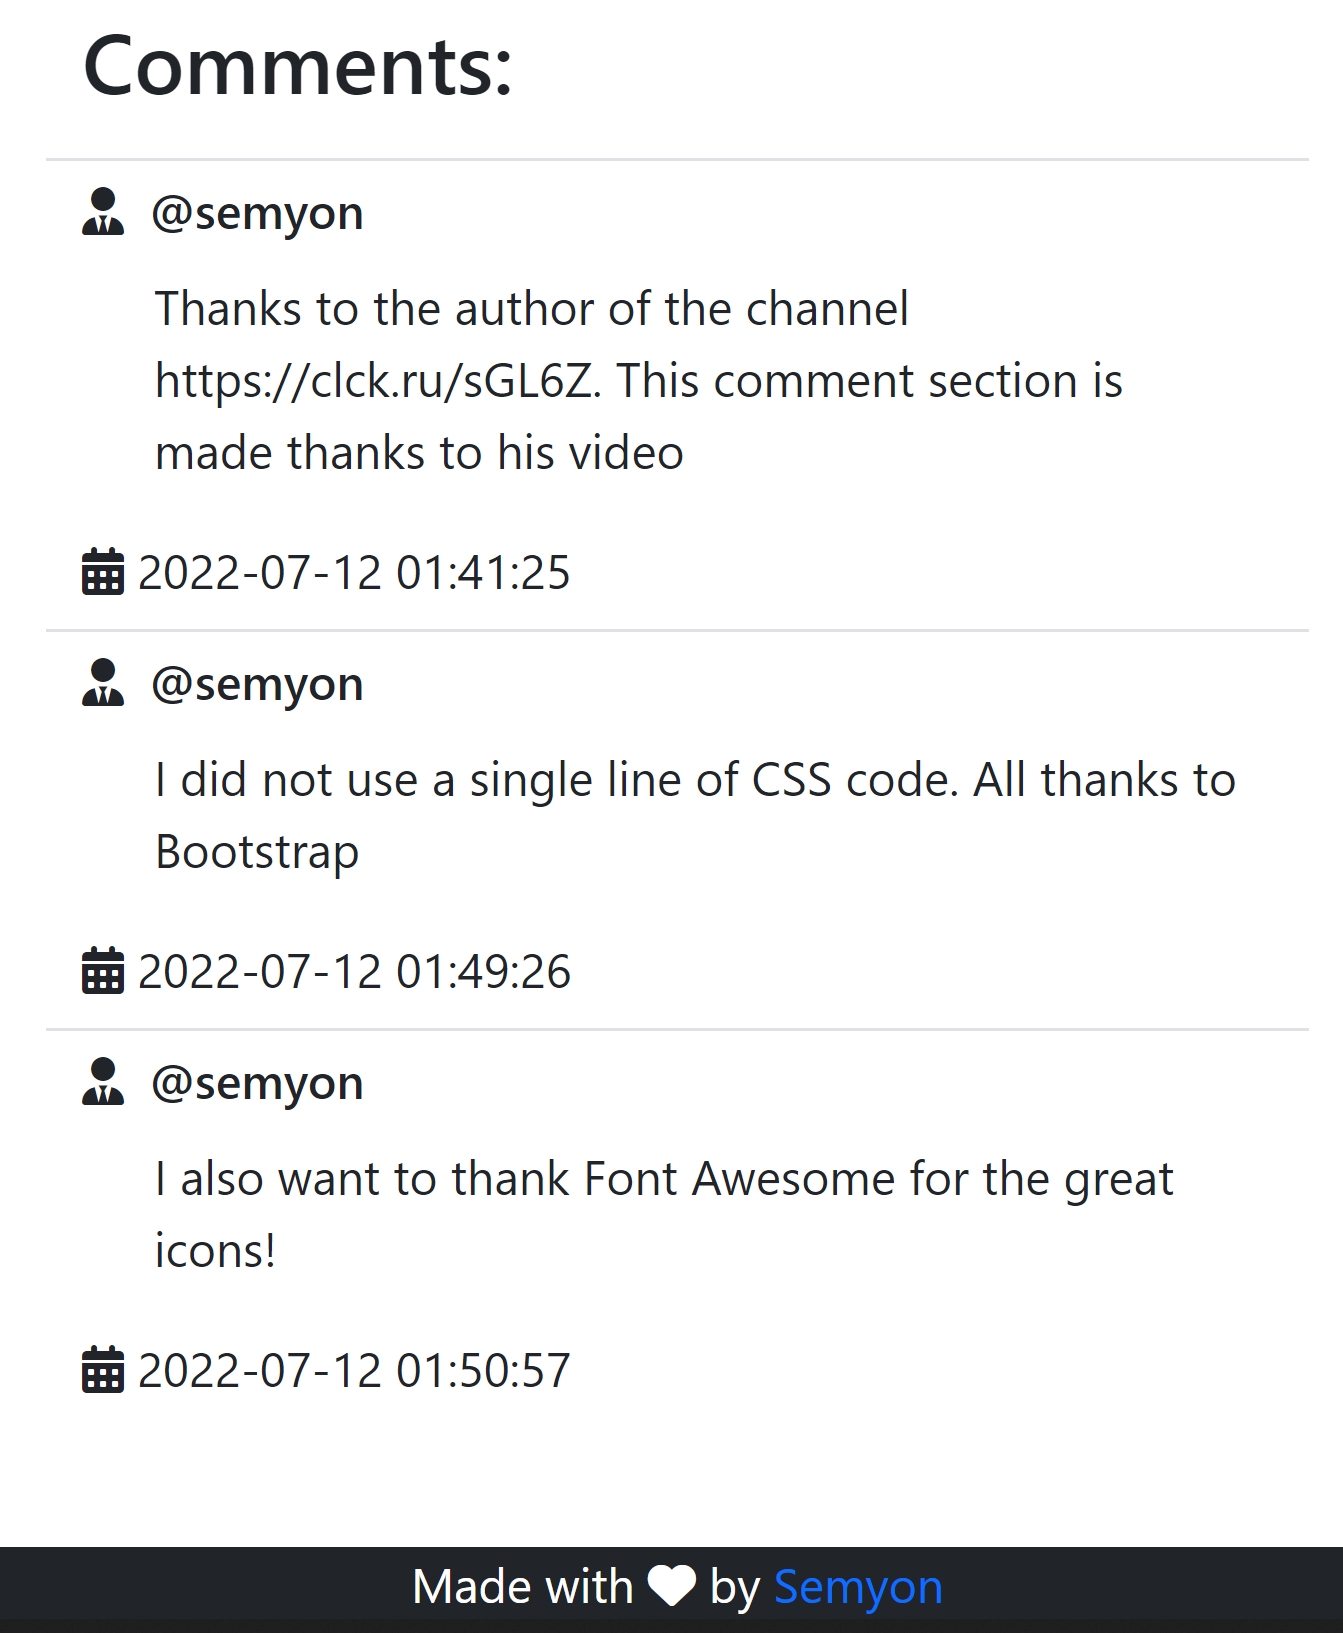 Comments:
@semyon
Thanks to the author of the channel
https://clck.ru/sGL6Z. This comment section is
made thanks to his video
2022-07-12 01:41:25
@semyon
I did not use a single line of CSS code. All thanks to
Bootstrap
2022-07-12 01:49:26
@semyon
I also want to thank Font Awesome for the great
icons!
2022-07-12 01:50:57
Made with by Semyon